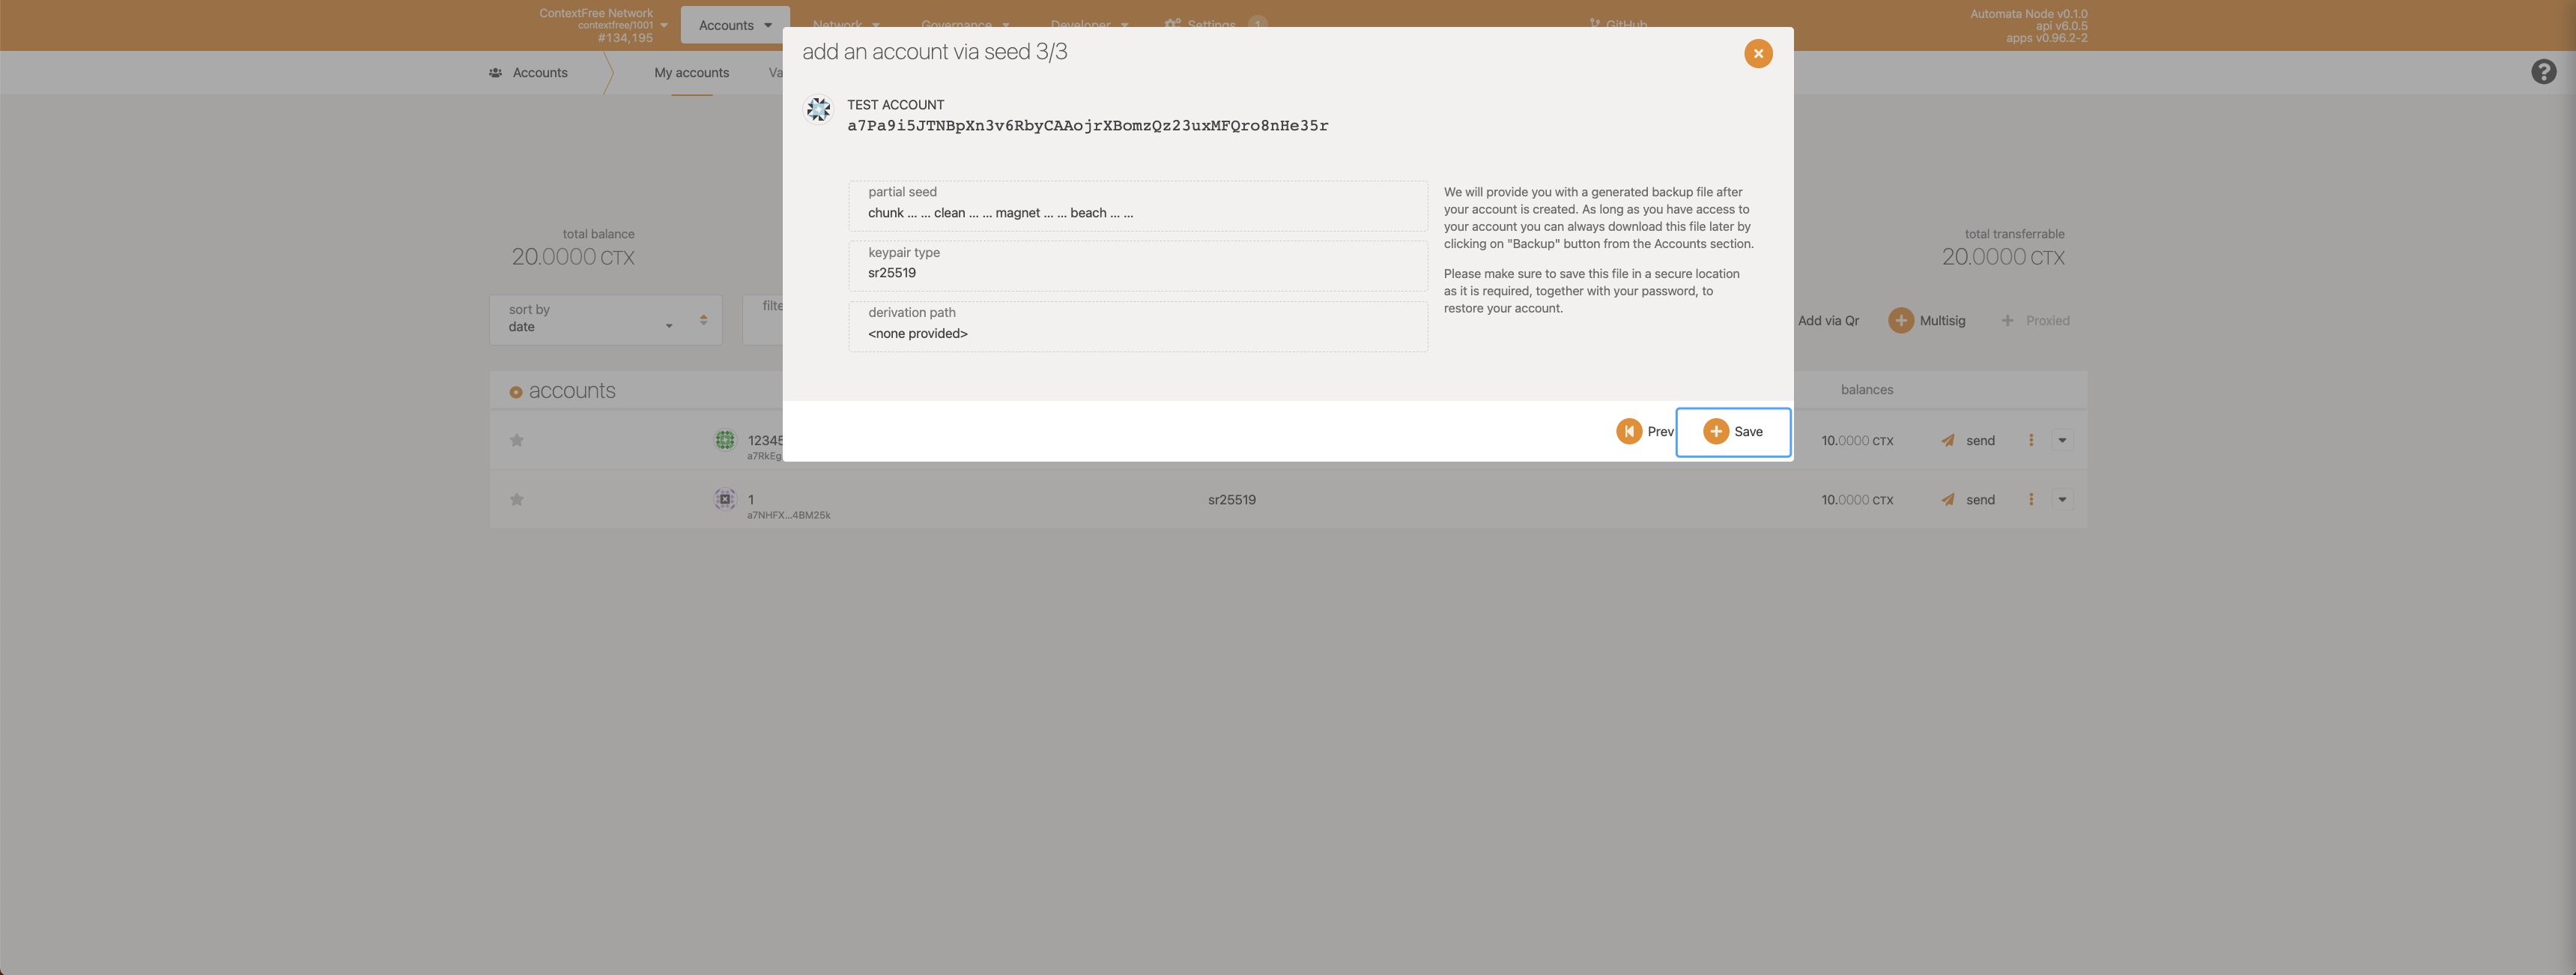 ContextFree Network
contextfree/1001
#134,195
Accounts
Network
Governance
Developer
Settings
1
GitHub
Automata Node v0.1.0
api v6.0.5
apps v0.96.2-2
Accounts
My accounts
add an account via seed 3/3
TEST ACCOUNT
a7Pa9i5JTNBpXn3v6RbyCAAojrXBomzQz23uxMFQro8nHe35r
partial seed
chunk ... ... clean ... ... magnet ... ... beach ... ...
keypair type
sr25519
derivation path
<none provided>
We will provide you with a generated backup file after
your account is created. As long as you have access to
your account you can always download this file later by
clicking on "Backup" button from the Accounts section.
Please make sure to save this file in a secure location
as it is required, together with your password, to
restore your account.
Prev
Save
total balance
20.0000 CTX
total transferrable
20.0000 CTX
sort by
date
Add via Qr
Multisig
Proxied
accounts
balances
12345
a7RkEg
10.0000 CTX
send
1
a7NHFX...4BM25k
sr25519
10.0000 CTX
send